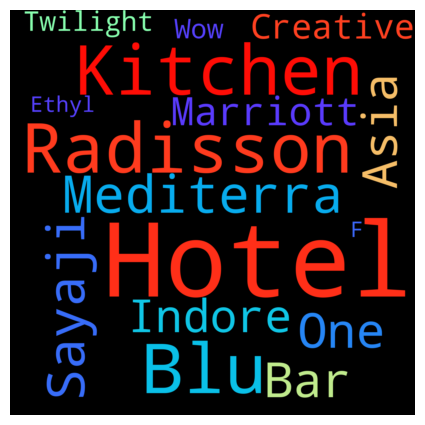 Twilight
Wow
Creative
Kitchen
Ethyl
Marriott
Asia
Radisson
Mediterra
Sayaji
Hotel
F
Indore
One
Blu
Bar